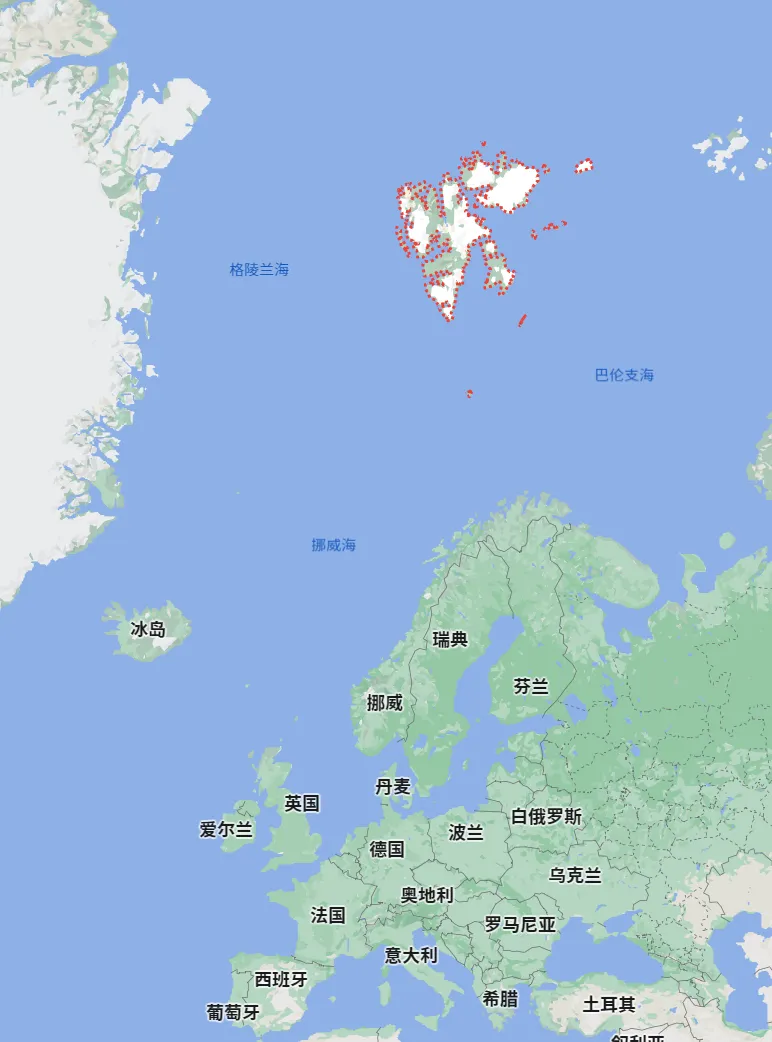 格陵兰海
巴伦支海
挪威海
冰岛
瑞典
芬兰
挪威
丹麦
英国
白俄罗斯
爱尔兰
波兰
德国
乌克兰
奥地利
法国
罗马尼亚
意大利
西班牙
希腊
土耳其
葡萄牙
叙利亚